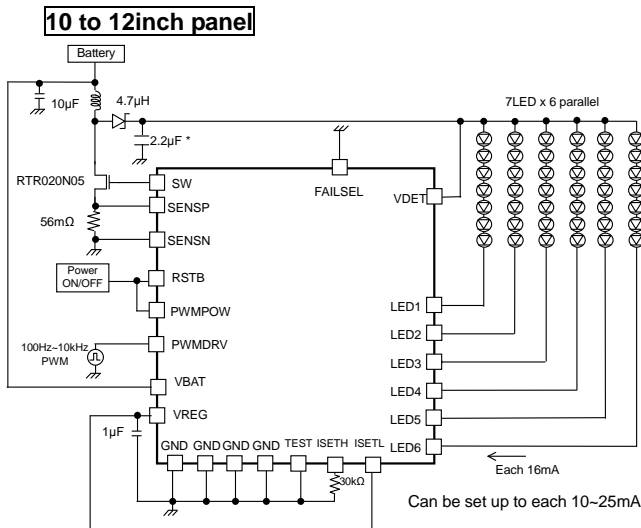 10 to 12inch panel
Battery
10µF
4.7µH
2.2µF *
7LED x 6 parallel
RTR020N05
SW
FAILSEL
VDET
SENSP
56mΩ
SENSN
Power
ON/OFF
RSTB
PWMPOW
LED1
LED2
100Hz~10kHz
PWM
PWMDRV
LED3
VBAT
LED4
VREG
LED5
1µF
GND GND GND GND TEST ISETH ISETL
LED6
30kΩ
Each 16mA
Can be set up to each 10~25mA